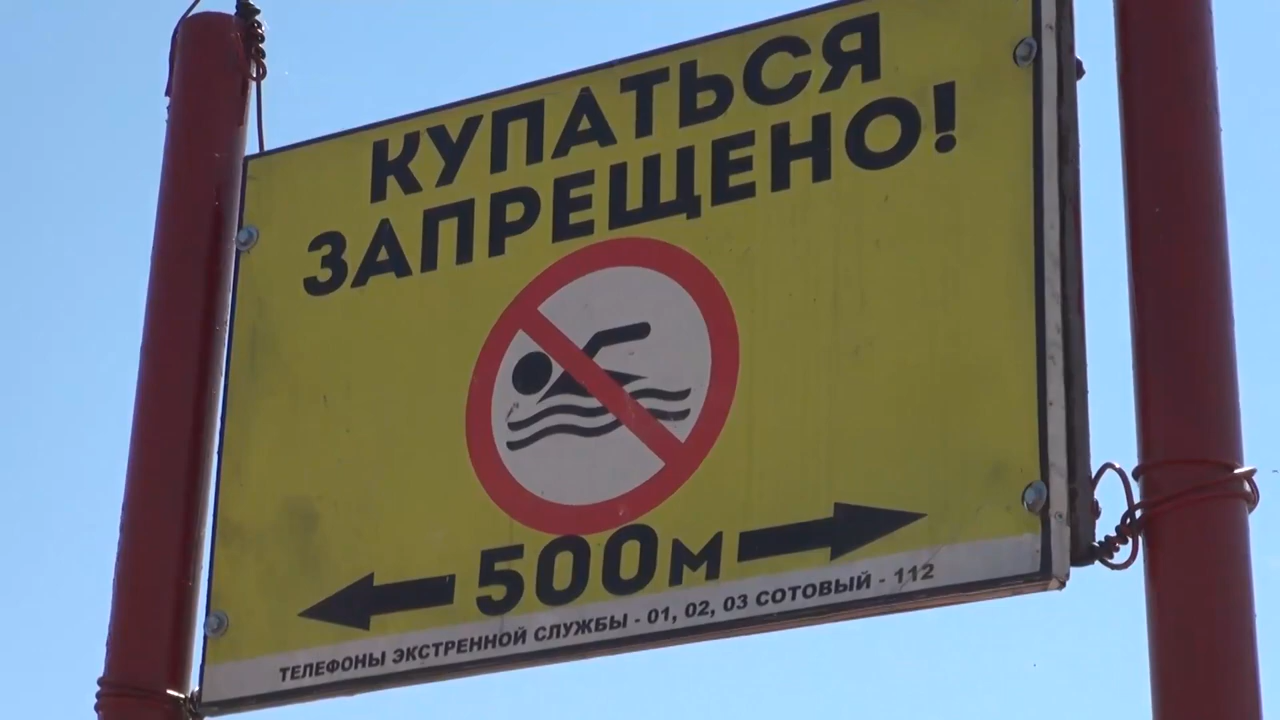 КУПАТЬСЯ
ЗАПРЕЩЕНО!
500м
ТЕЛЕФОНЫ ЭКСТРЕННОЙ СЛУЖБЫ - 01, 02, 03 СОТОВЫЙ - 112